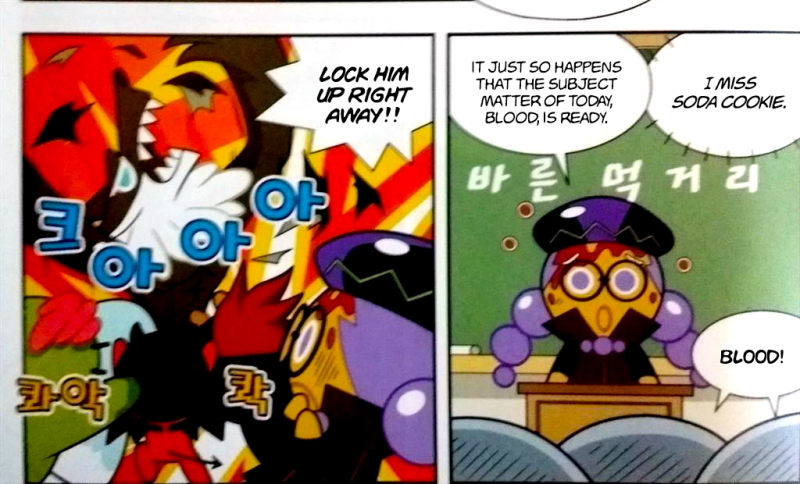 LOCK HIM
UP RIGHT
AWAY!!
크아아아
콰악
콱
IT JUST SO HAPPENS
THAT THE SUBJECT
MATTER OF TODAY,
BLOOD, IS READY.
I MISS
SODA COOKIE.
바른 먹거리
BLOOD!